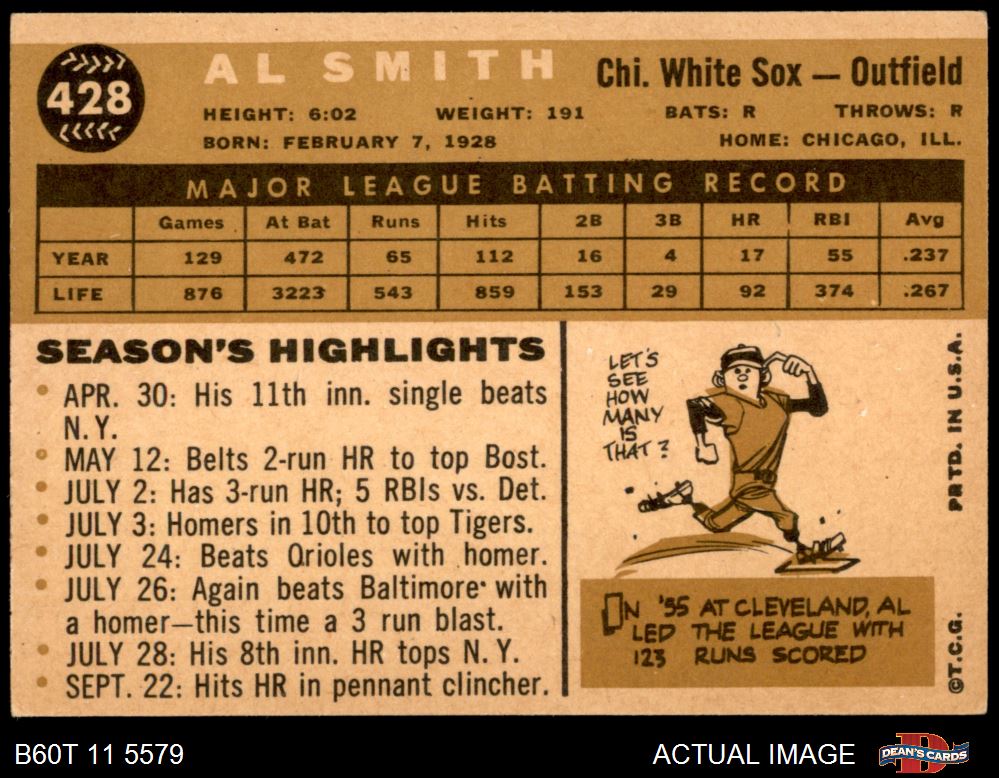 428
AL SMITH
Chi. White Sox — Outfield
HEIGHT: 6:02 WEIGHT: 191 BATS: R THROWS: R
BORN: FEBRUARY 7, 1928 HOME: CHICAGO, ILL.
MAJOR LEAGUE BATTING RECORD
Games At Bat Runs Hits 2B 3B HR RBI Avg
YEAR 129 472 65 112 16 4 17 55 .237
LIFE 876 3223 543 859 153 29 92 374 .267
SEASON'S HIGHLIGHTS
• APR. 30: His 11th inn. single beats
N.Y.
• MAY 12: Belts 2-run HR to top Bost.
• JULY 2: Has 3-run HR; 5 RBIs vs. Det.
• JULY 3: Homers in 10th to top Tigers.
• JULY 24: Beats Orioles with homer.
• JULY 26: Again beats Baltimore with
a homer—this time a 3 run blast.
• JULY 28: His 8th inn. HR tops N.Y.
• SEPT. 22: Hits HR in pennant clincher.
LET'S
SEE
HOW
MANY
IS
THAT?
IN '55 AT CLEVELAND, AL
LED THE LEAGUE WITH
123 RUNS SCORED
©T.C.G. PRTD. IN U.S.A.
B60T 11 5579
ACTUAL IMAGE
DEAN'S CARDS